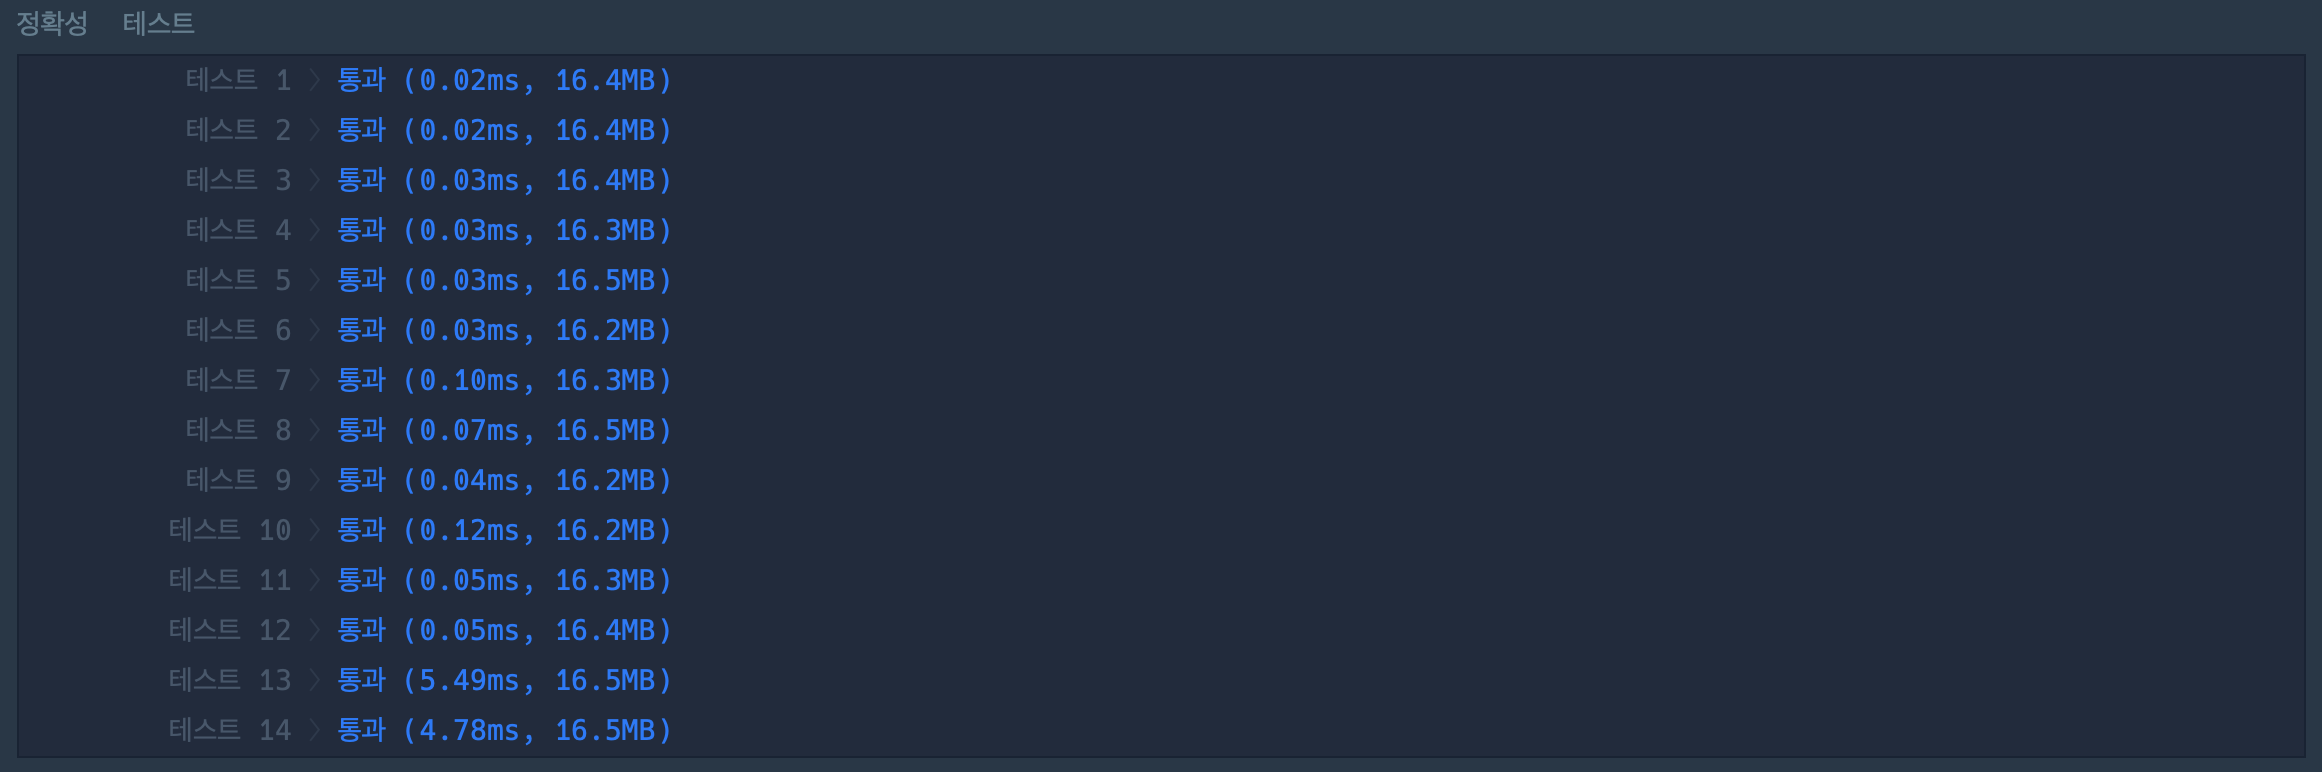 정확성 테스트
테스트 1 〉 통과 (0.02ms, 16.4MB)
테스트 2 〉 통과 (0.02ms, 16.4MB)
테스트 3 〉 통과 (0.03ms, 16.4MB)
테스트 4 〉 통과 (0.03ms, 16.3MB)
테스트 5 〉 통과 (0.03ms, 16.5MB)
테스트 6 〉 통과 (0.03ms, 16.2MB)
테스트 7 〉 통과 (0.10ms, 16.3MB)
테스트 8 〉 통과 (0.07ms, 16.5MB)
테스트 9 〉 통과 (0.04ms, 16.2MB)
테스트 10 〉 통과 (0.12ms, 16.2MB)
테스트 11 〉 통과 (0.05ms, 16.3MB)
테스트 12 〉 통과 (0.05ms, 16.4MB)
테스트 13 〉 통과 (5.49ms, 16.5MB)
테스트 14 〉 통과 (4.78ms, 16.5MB)